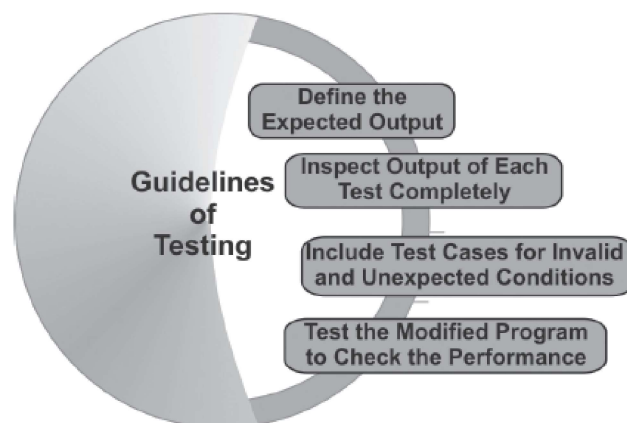 Guidelines
of
Testing
Define the
Expected Output
Inspect Output of Each
Test Completely
Include Test Cases for Invalid
and Unexpected Conditions
Test the Modified Program
to Check the Performance